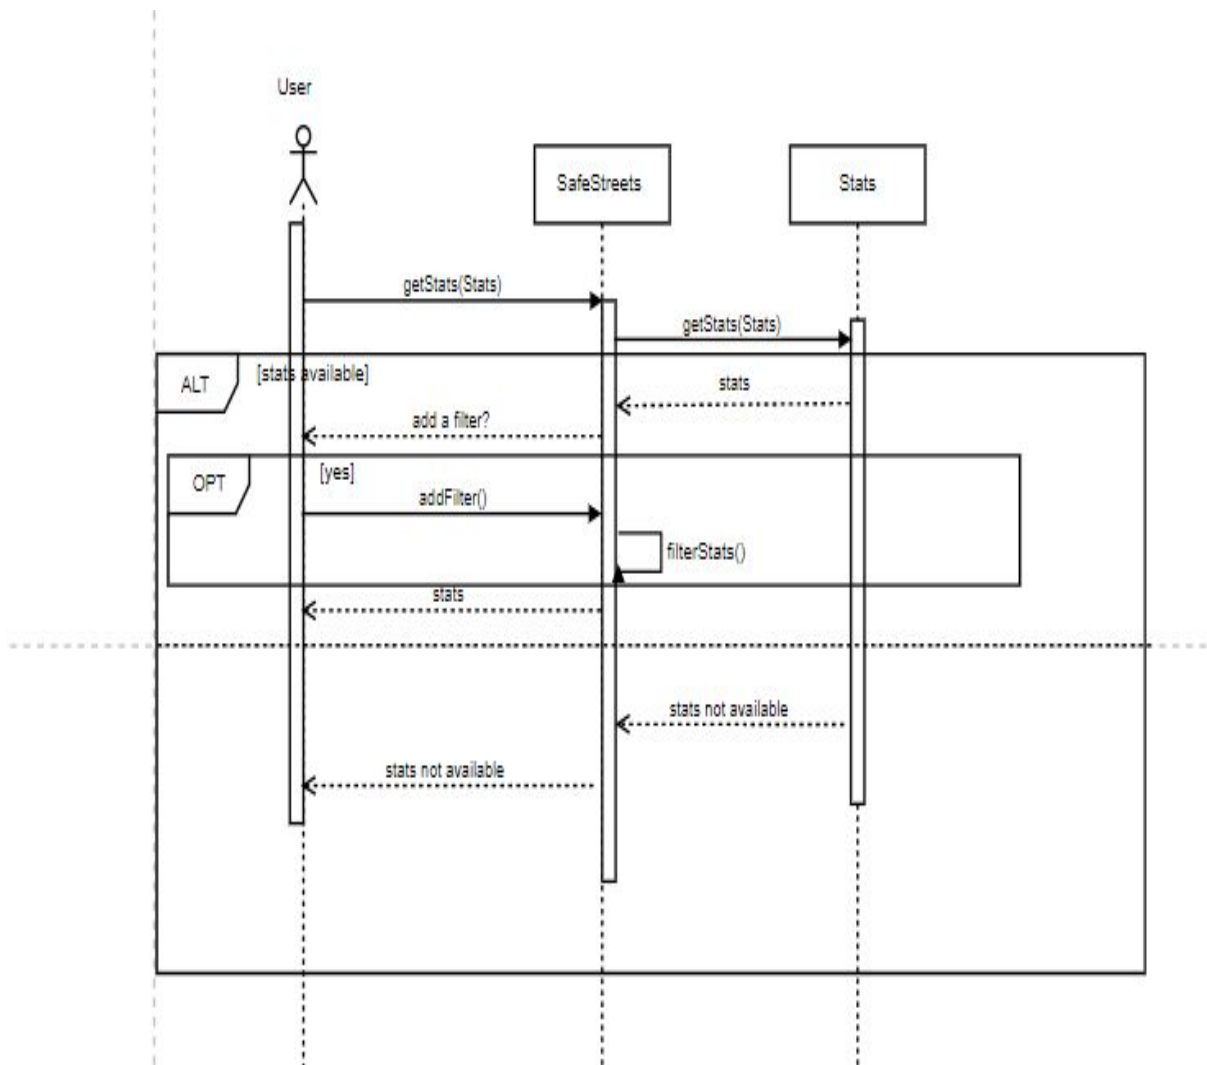 User
SafeStreets
Stats
getStats(Stats)
getStats(Stats)
ALT
[stats available]
stats
add a filter?
OPT
[yes]
addFilter()
filterStats()
stats
stats not available
stats not available